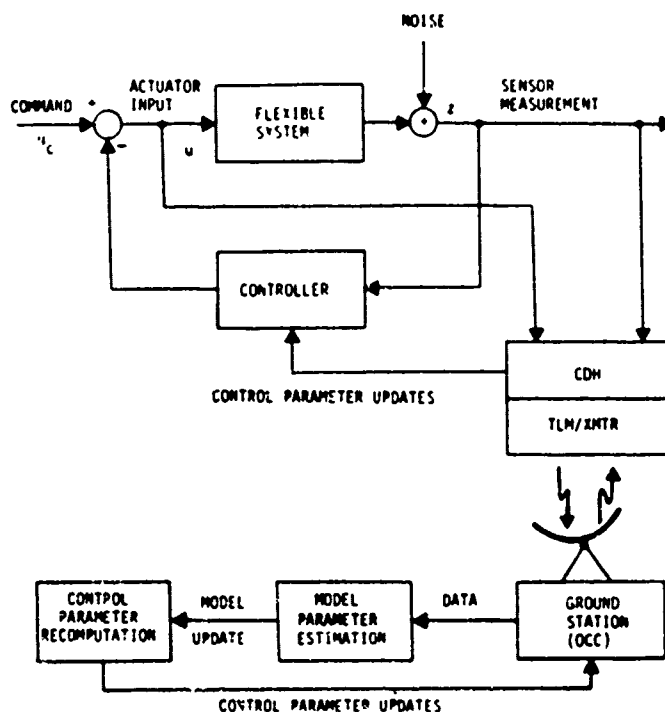 NOISE
ACTUATOR
INPUT
SENSOR
MEASUREMENT
COMMAND
+
FLEXIBLE
SYSTEM
+
z
u
-
CONTROLLER
CDH
CONTROL PARAMETER UPDATES
TLM/XMTR
CONTROL
PARAMETER
RECOMPUTATION
MODEL
UPDATE
MODEL
PARAMETER
ESTIMATION
DATA
GROUND
STATION
(OCC)
CONTROL PARAMETER UPDATES